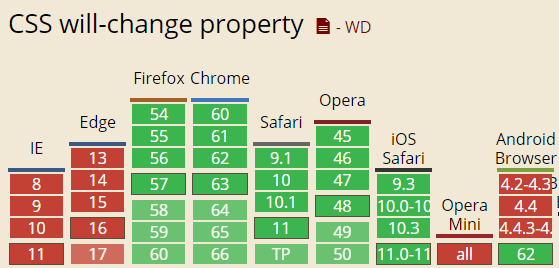 CSS will-change property - WD
Firefox Chrome
Opera
Edge
Safari
iOS Safari
Android Browser
IE
Opera Mini
54 60
55 61 45
13 56 62 9.1 46
8 14 57 63 10 47 9.3 4.2-4.3
9 15 58 64 10.1 48 10.0-10 4.4
10 16 59 65 11 49 10.3 4.4.3-4.
11 17 60 66 TP 50 11.0-11 all 62